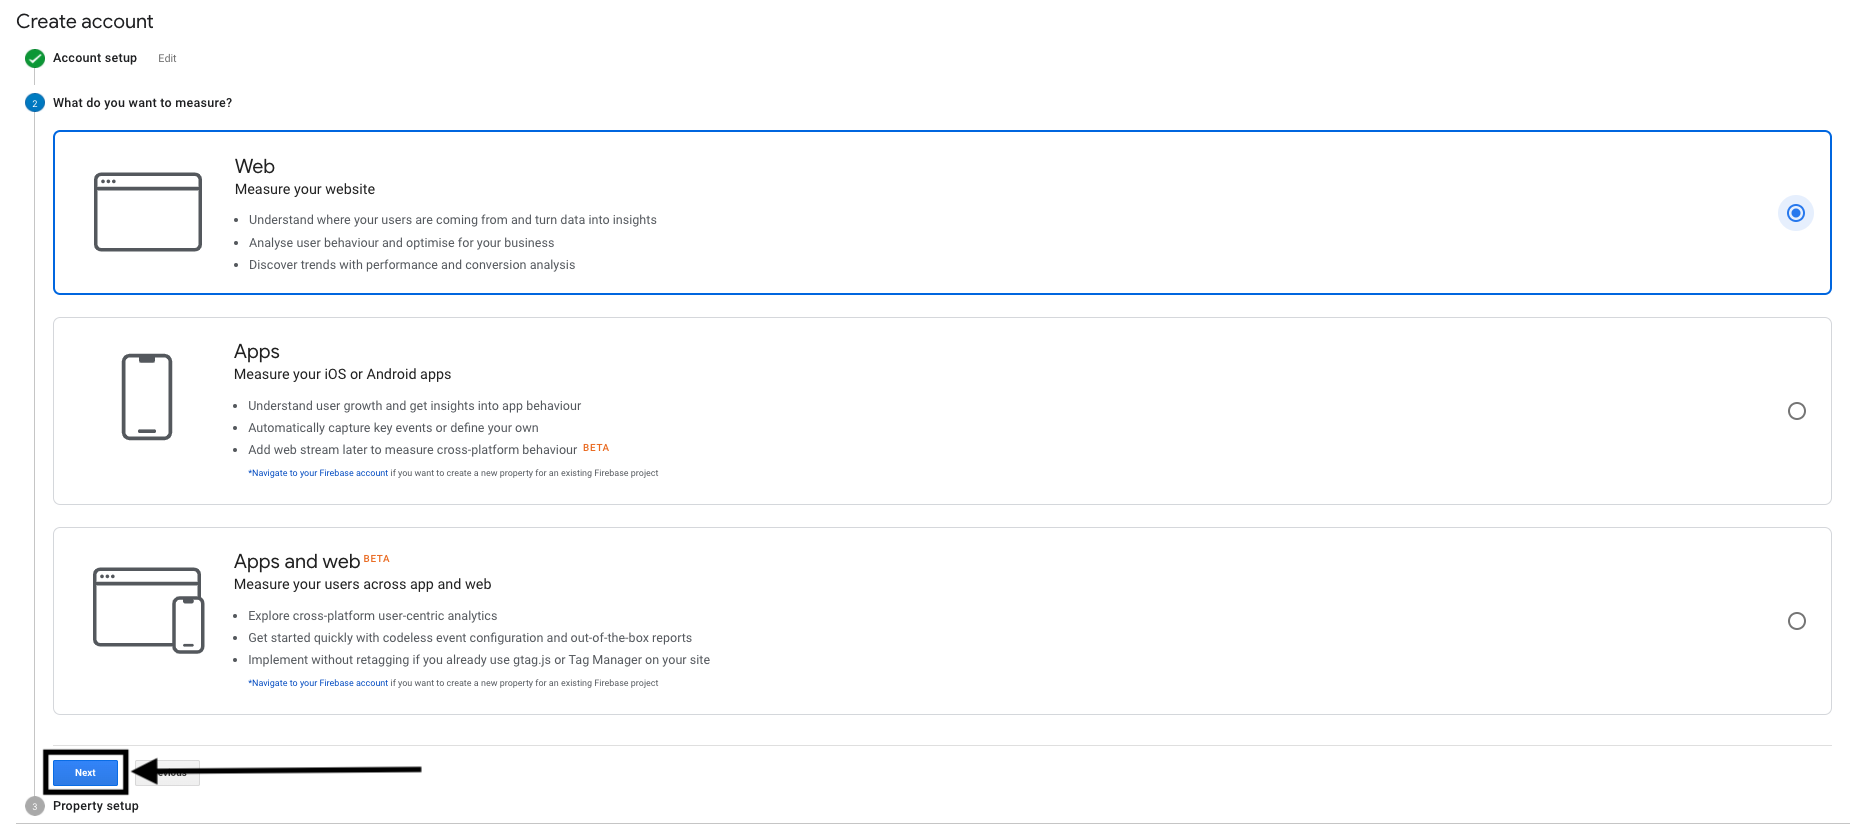 Create account
Account setup Edit
2 What do you want to measure?
Web
Measure your website
• Understand where your users are coming from and turn data into insights
• Analyse user behaviour and optimise for your business
• Discover trends with performance and conversion analysis
Apps
Measure your iOS or Android apps
• Understand user growth and get insights into app behaviour
• Automatically capture key events or define your own
• Add web stream later to measure cross-platform behaviour BETA
*Navigate to your Firebase account if you want to create a new property for an existing Firebase project
Apps and web BETA
Measure your users across app and web
• Explore cross-platform user-centric analytics
• Get started quickly with codeless event configuration and out-of-the-box reports
• Implement without retagging if you already use gtag.js or Tag Manager on your site
*Navigate to your Firebase account if you want to create a new property for an existing Firebase project
Next
3 Property setup